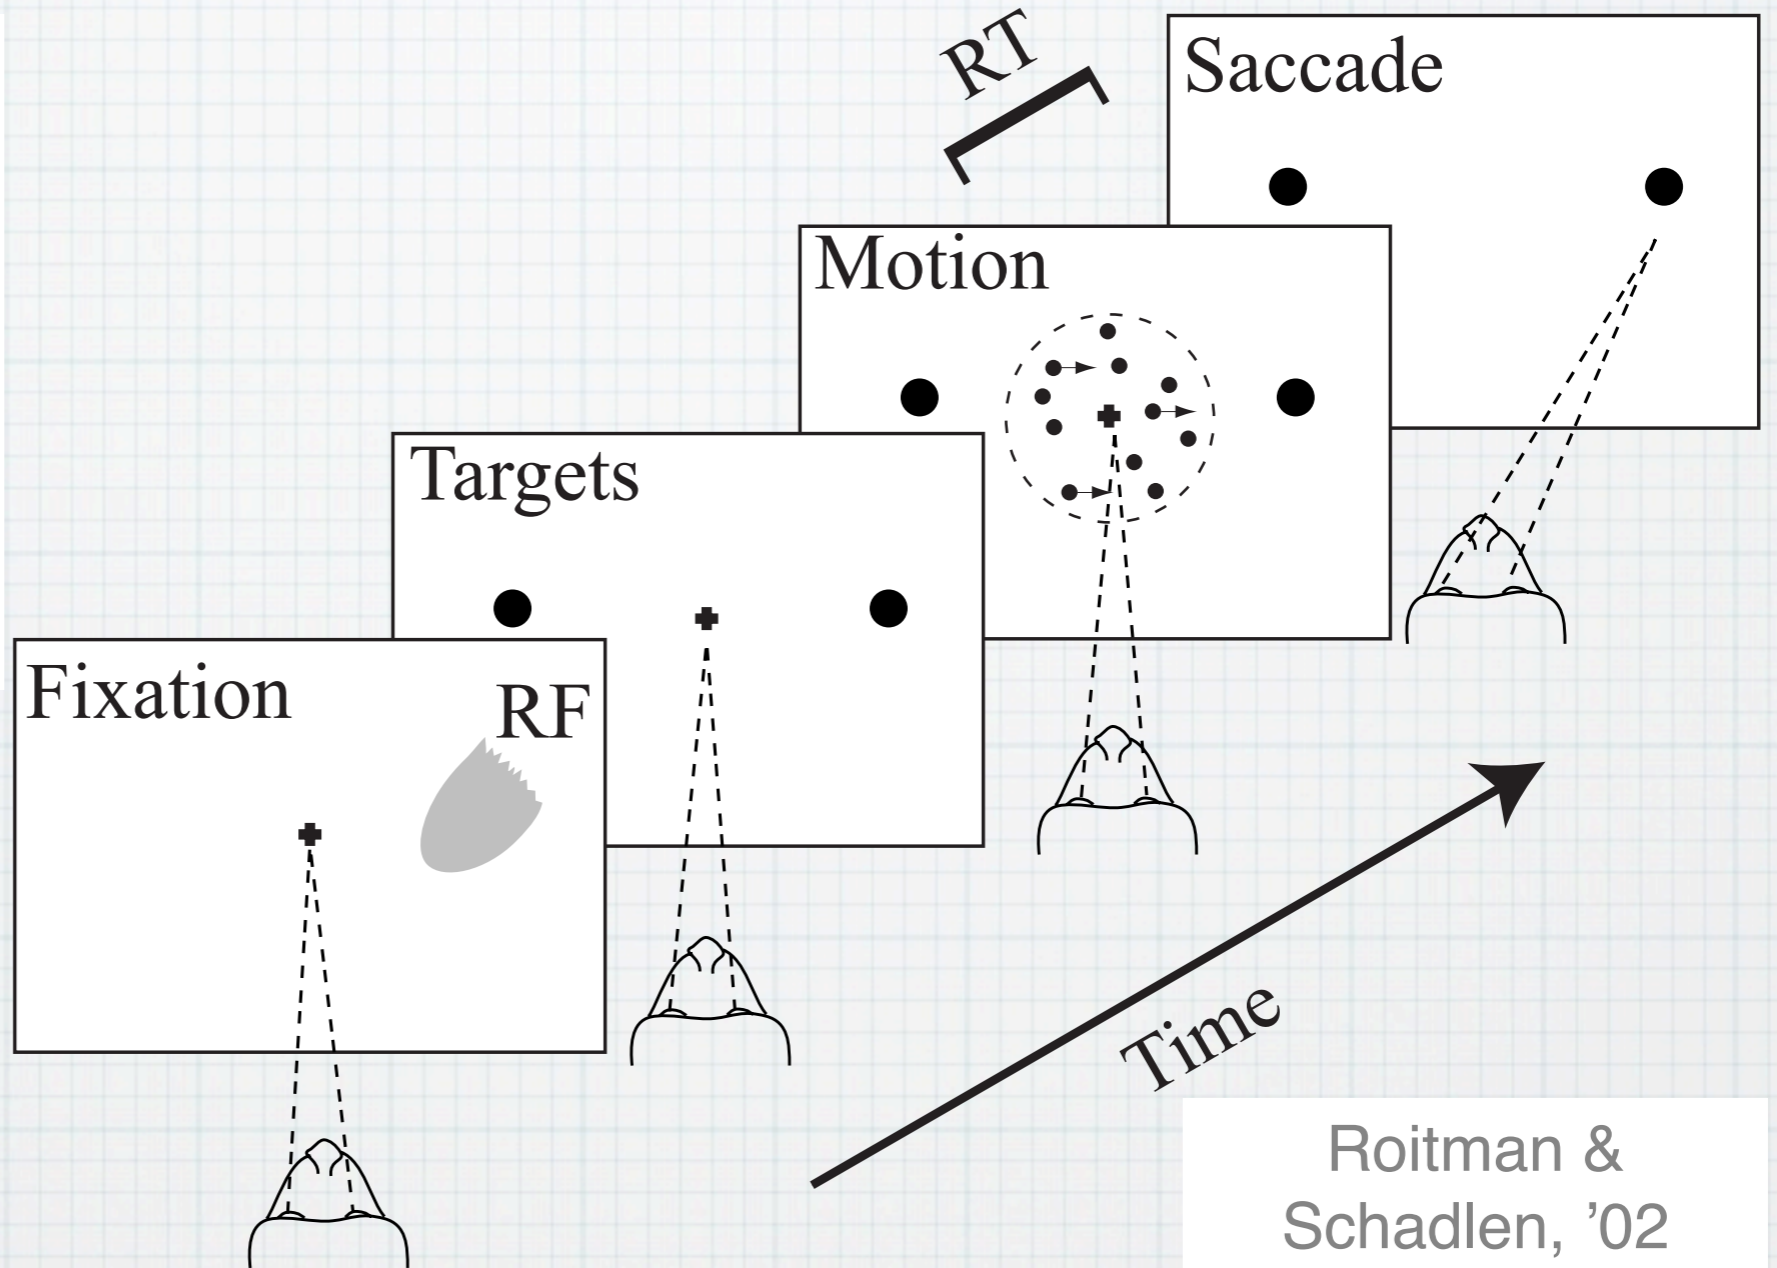 RT
Saccade
Motion
Targets
Fixation
RF
Time
Roitman &
Schadlen, ’02